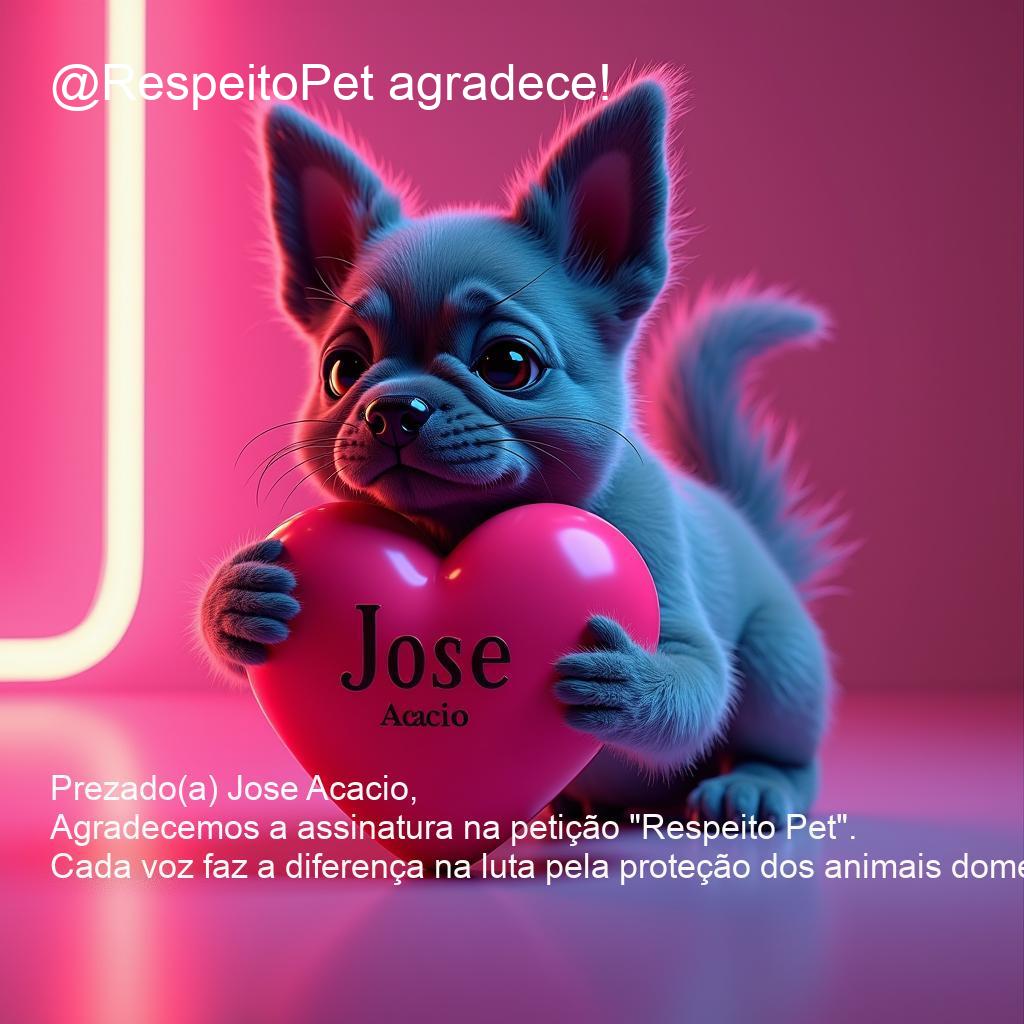 @RespeitoPet agradece!
Jose
Acacio
Prezado(a) Jose Acacio,
Agradecemos a assinatura na petição "Respeito Pet".
Cada voz faz a diferença na luta pela proteção dos animais dome